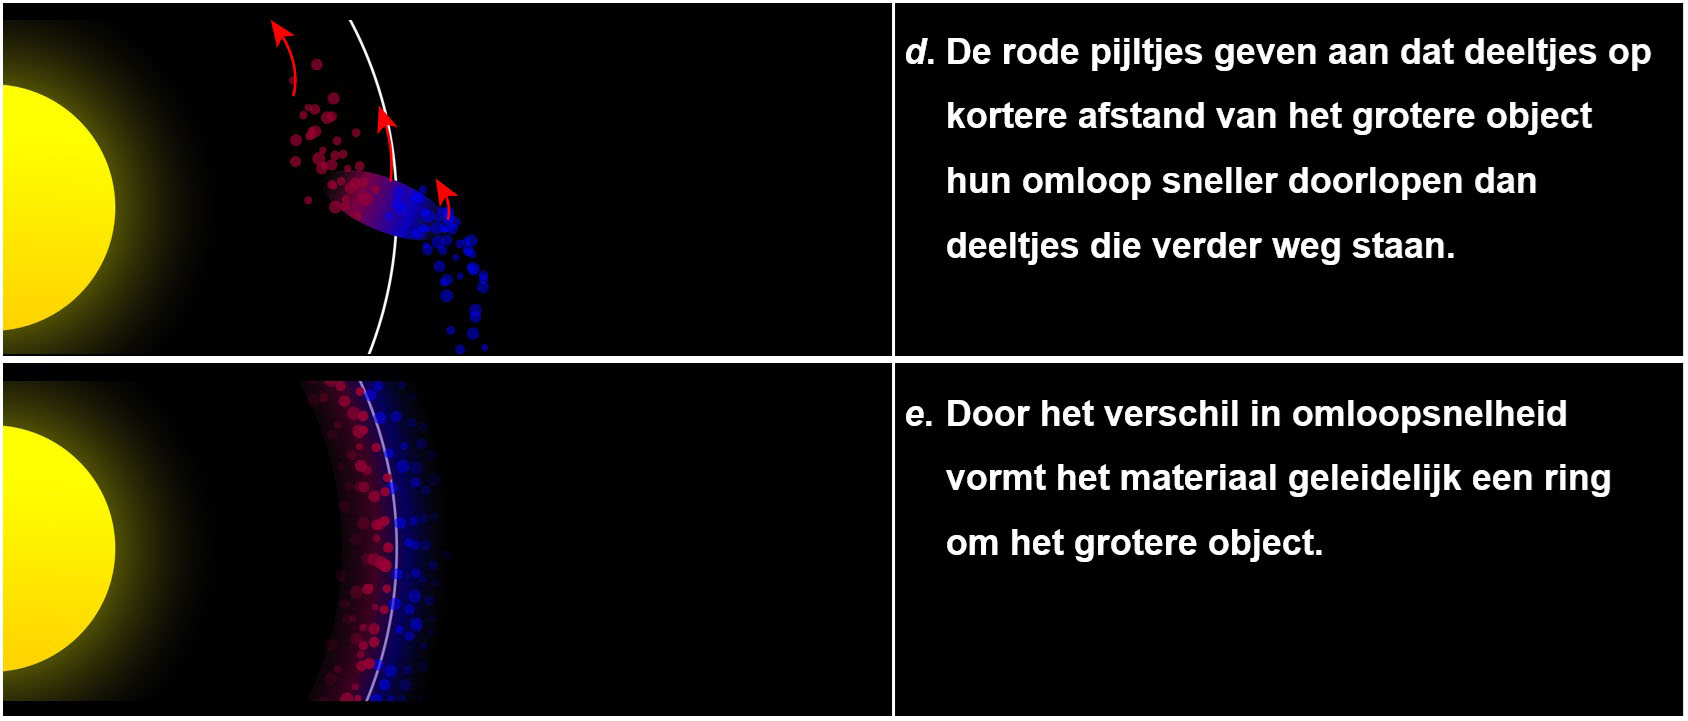 d. De rode pijltjes geven aan dat deeltjes op
kortere afstand van het grotere object
hun omloop sneller doorlopen dan
deeltjes die verder weg staan.
e. Door het verschil in omloopsnelheid
vormt het materiaal geleidelijk een ring
om het grotere object.